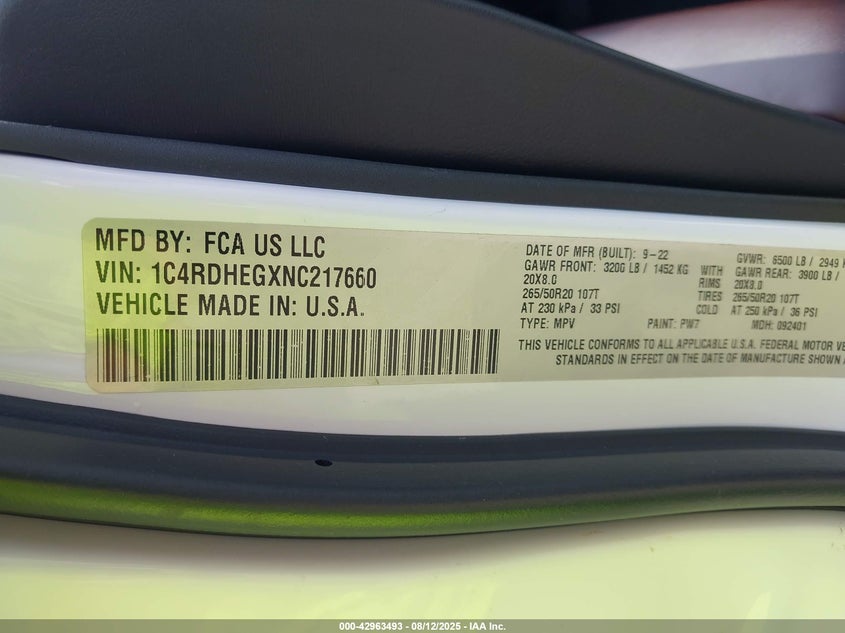 MFD BY: FCA US LLC
VIN: 1C4RDHEGXNC217660
VEHICLE MADE IN: U.S.A.
DATE OF MFR (BUILT): 9-22
GVWR: 6500 LB / 2949 K
GAWR FRONT: 3200 LB / 1452 KG WITH GAWR REAR: 3900 LB /
20X8.0 RIMS 20X8.0
265/50R20 107T TIRES 265/50R20 107T
AT 230 kPa / 33 PSI COLD AT 250 kPa / 36 PSI
TYPE: MPV PAINT: PW7 MDH: 092401
THIS VEHICLE CONFORMS TO ALL APPLICABLE U.S.A. FEDERAL MOTOR VE
STANDARDS IN EFFECT ON THE DATE OF MANUFACTURE SHOWN A
000-42963493 - 08/12/2025 - IAA Inc.